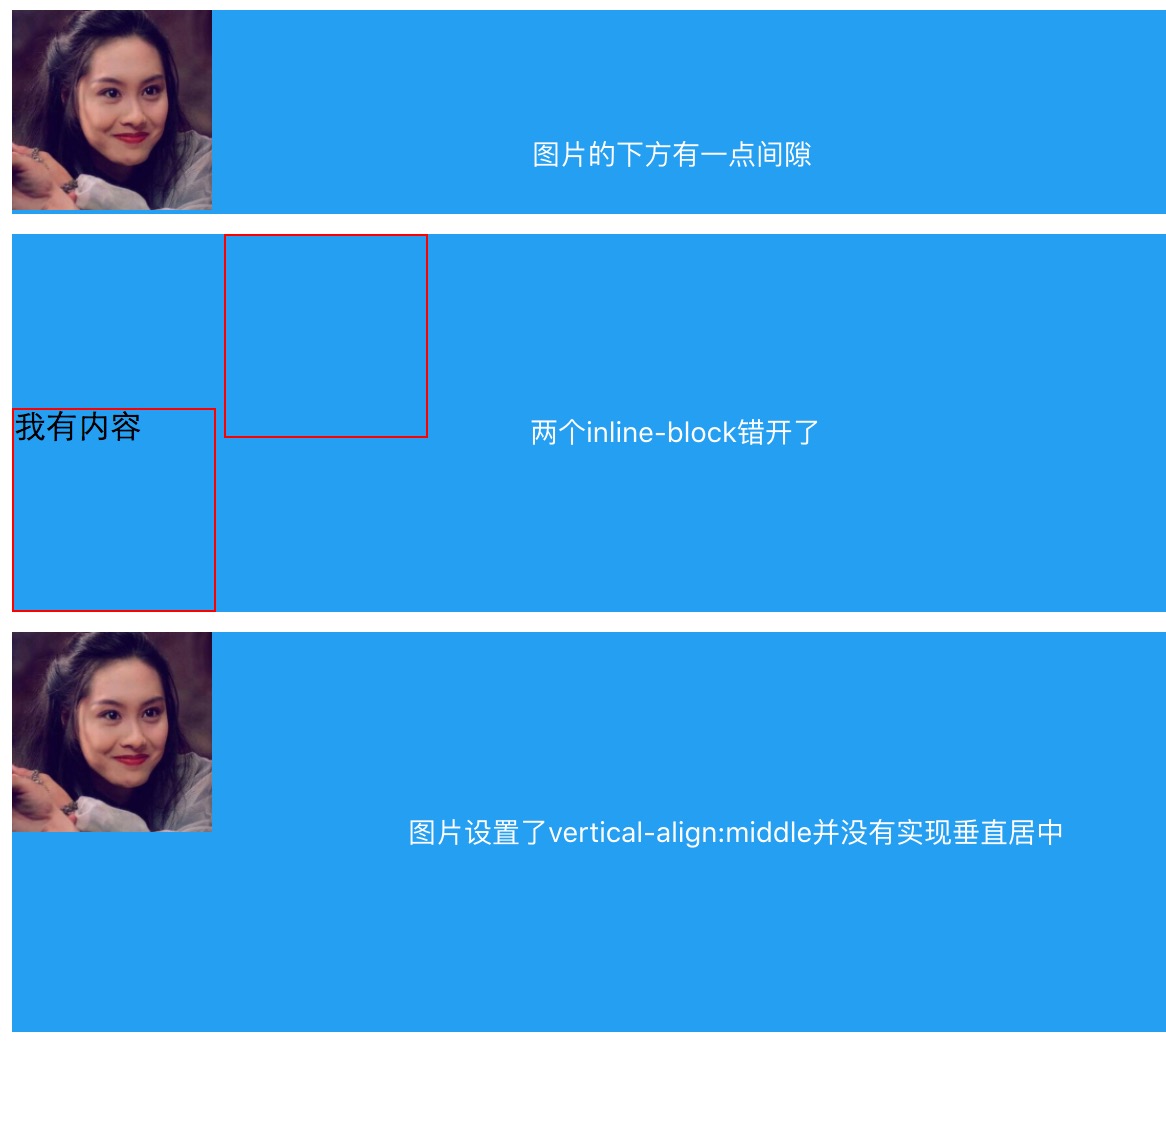 图片的下方有一点间隙
我有内容
两个inline-block错开了
图片设置了vertical-align:middle并没有实现垂直居中